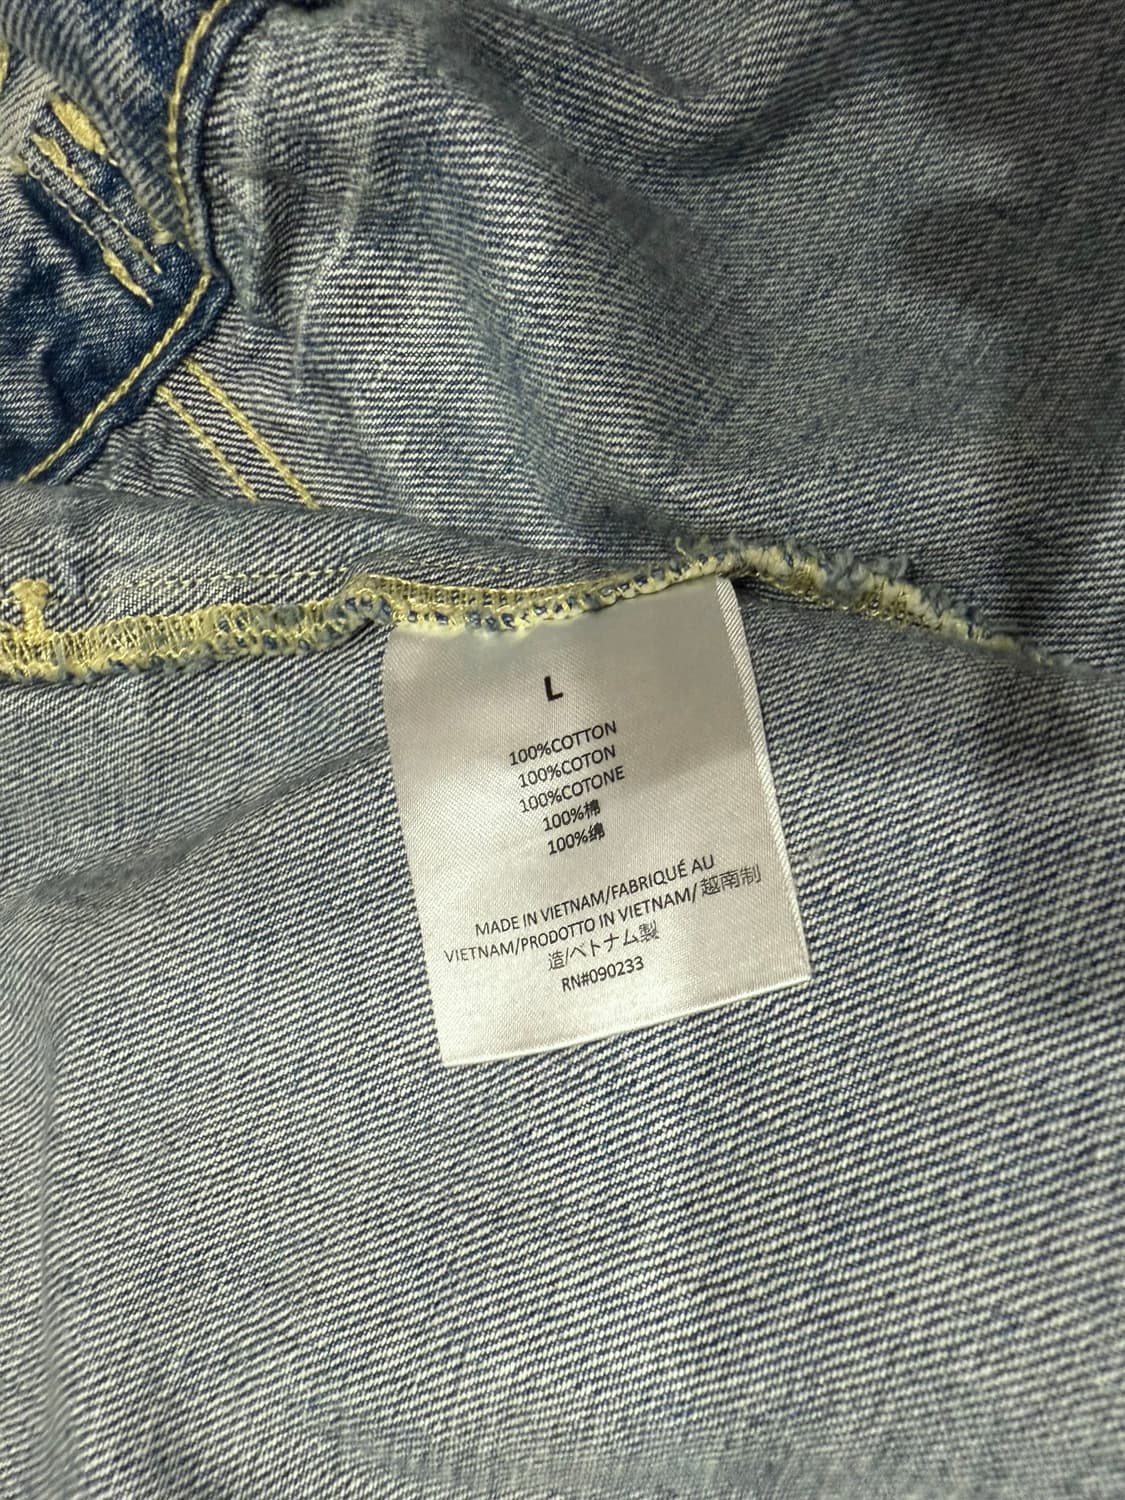 L
100%COTTON
100%COTON
100%COTONE
100%棉
100%綿
MADE IN VIETNAM/FABRIQUÉ AU
VIETNAM/PRODOTTO IN VIETNAM/ 越南制
造/ベトナム製
RN#090233